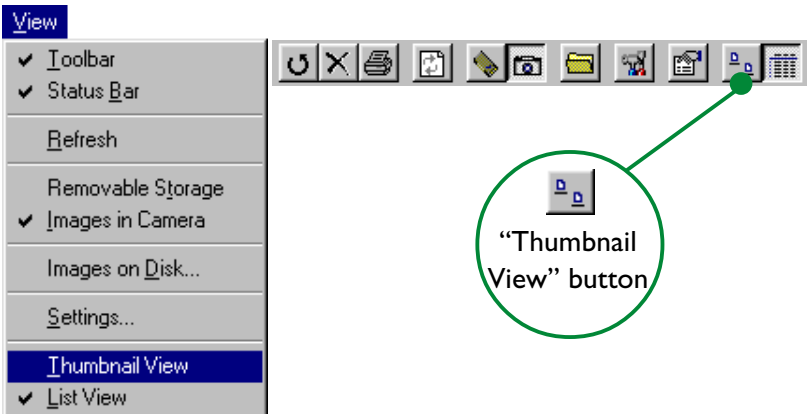 View
Toolbar
Status Bar
Refresh
Removable Storage
Images in Camera
Images on Disk...
Settings...
Thumbnail View
List View
“Thumbnail
View” button